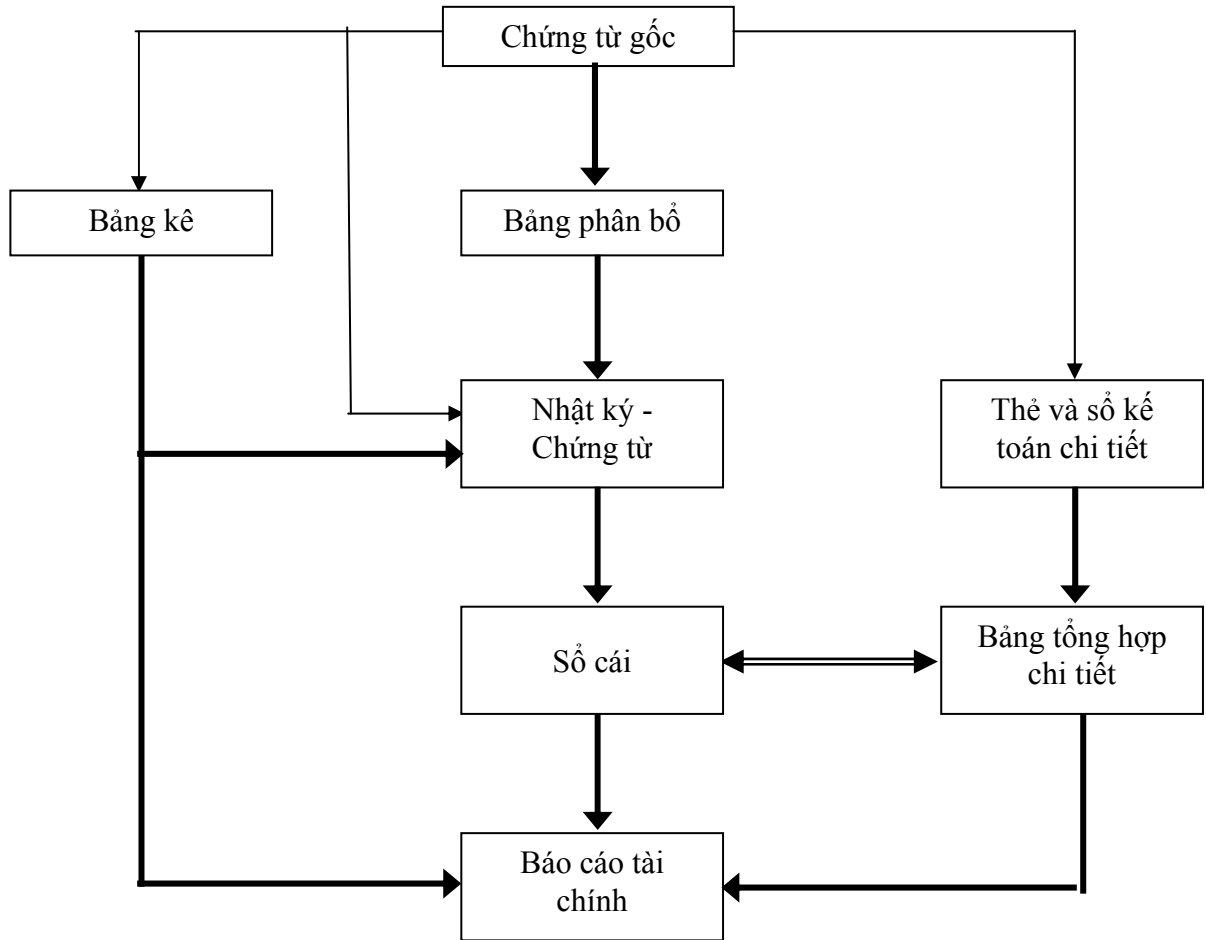 Chứng từ gốc
Bảng kê
Bảng phân bổ
Nhật ký -
Chứng từ
Thẻ và sổ kế
toán chi tiết
Sổ cái
Bảng tổng hợp
chi tiết
Báo cáo tài
chính